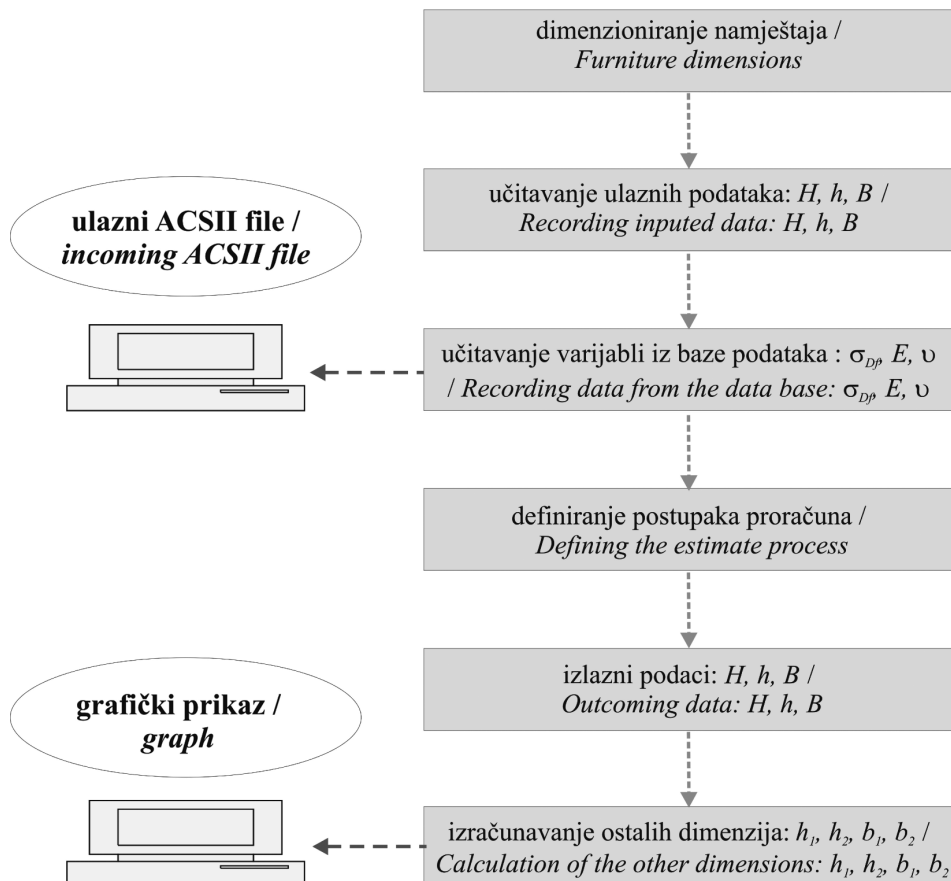 dimenzioniranje namještaja /
Furniture dimensions
učitavanje ulaznih podataka: H, h, B /
Recording inputed data: H, h, B
ulazni ACSII file /
incoming ACSII file
učitavanje varijabli iz baze podataka : σDf, E, υ
/ Recording data from the data base: σDf, E, υ
definiranje postupaka proračuna /
Defining the estimate process
izlazni podaci: H, h, B /
Outcoming data: H, h, B
grafički prikaz /
graph
izračunavanje ostalih dimenzija: h1, h2, b1, b2 /
Calculation of the other dimensions: h1, h2, b1, b2